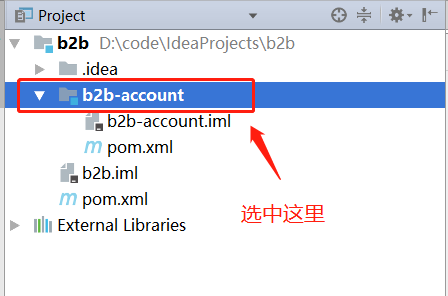 Project
b2b D:\code\IdeaProjects\b2b
.idea
b2b-account
b2b-account.iml
m pom.xml
b2b.iml
m pom.xml
External Libraries
选中这里